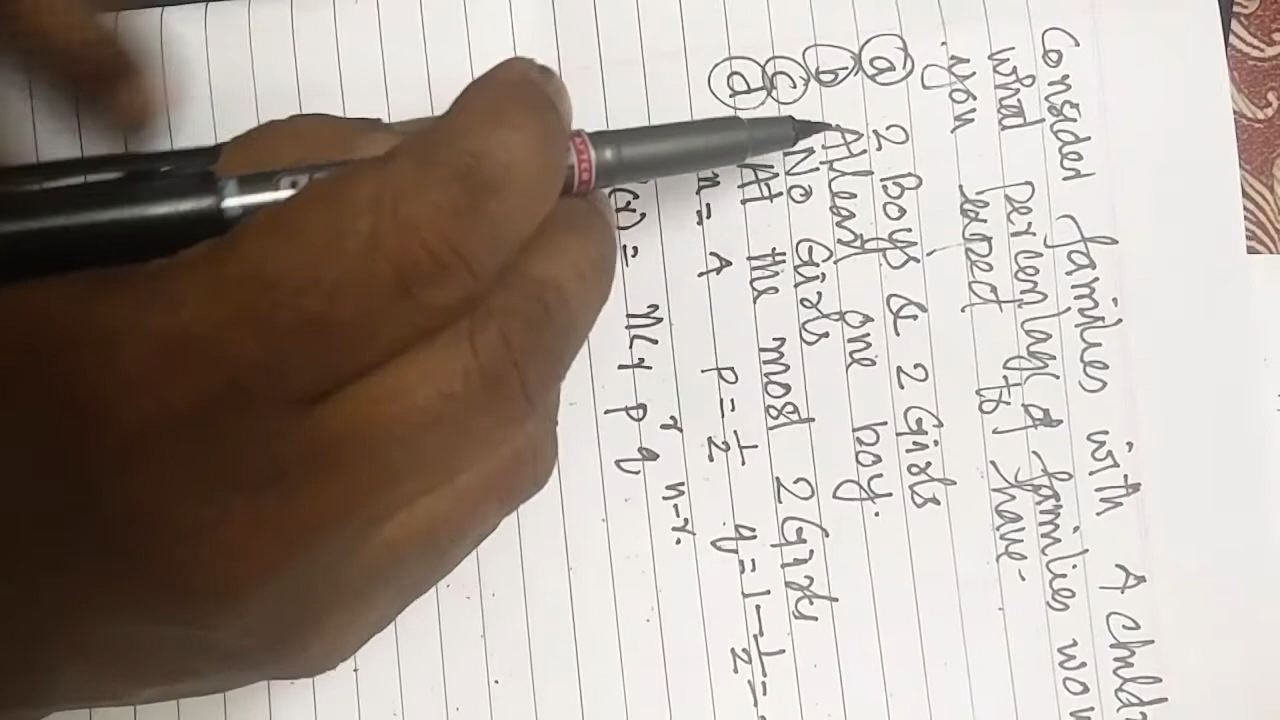 Consider families with 4 child
what percentage of families wou
you expect to have-
(a) 2 Boys & 2 Girls
(b) Atleast one boy.
(c) No Girls
(d) At the most 2 Girls
n = 4 p = 1/2 q = 1 - 1/2 =
(r) = nCr p^r q^n-r.